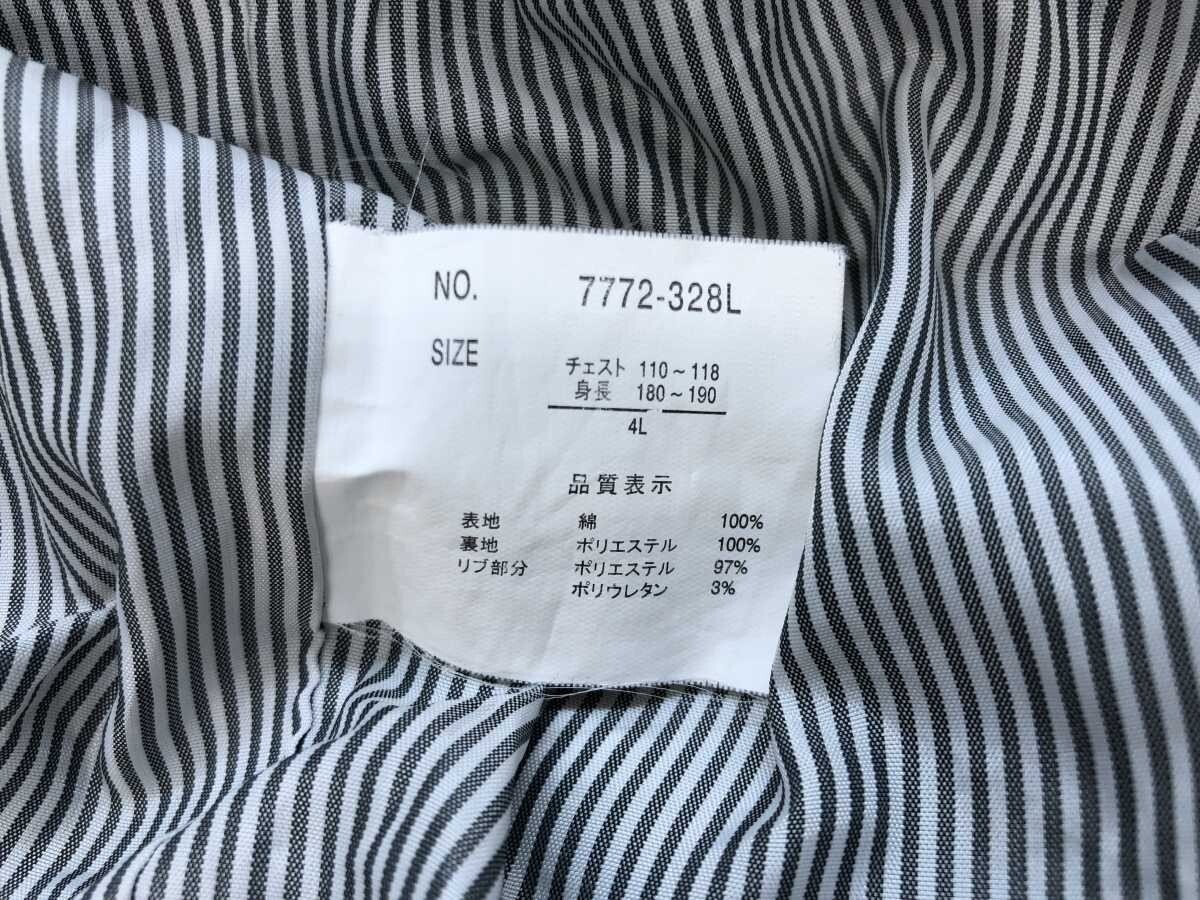 NO. 7772-328L
SIZE チェスト 110～118
身長 180～190
4L
品質表示
表地 綿 100%
裏地 ポリエステル 100%
リブ部分 ポリエステル 97%
ポリウレタン 3%